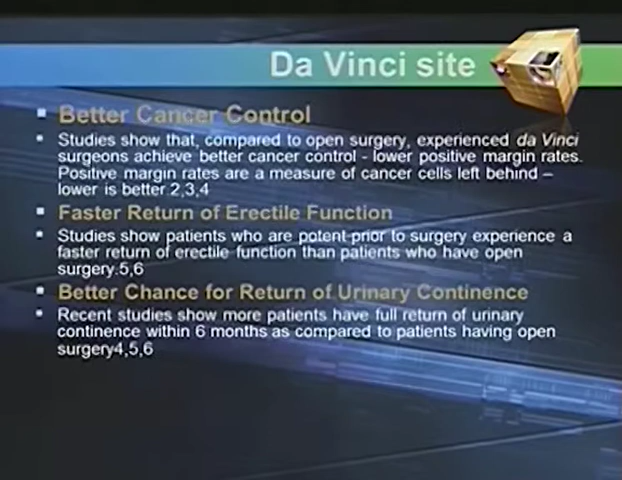 Da Vinci site
Better Cancer Control
Studies show that, compared to open surgery, experienced da Vinci
surgeons achieve better cancer control - lower positive margin rates.
Positive margin rates are a measure of cancer cells left behind –
lower is better 2,3,4
Faster Return of Erectile Function
Studies show patients who are potent prior to surgery experience a
faster return of erectile function than patients who have open
surgery.5,6
Better Chance for Return of Urinary Continence
Recent studies show more patients have full return of urinary
continence within 6 months as compared to patients having open
surgery4,5,6